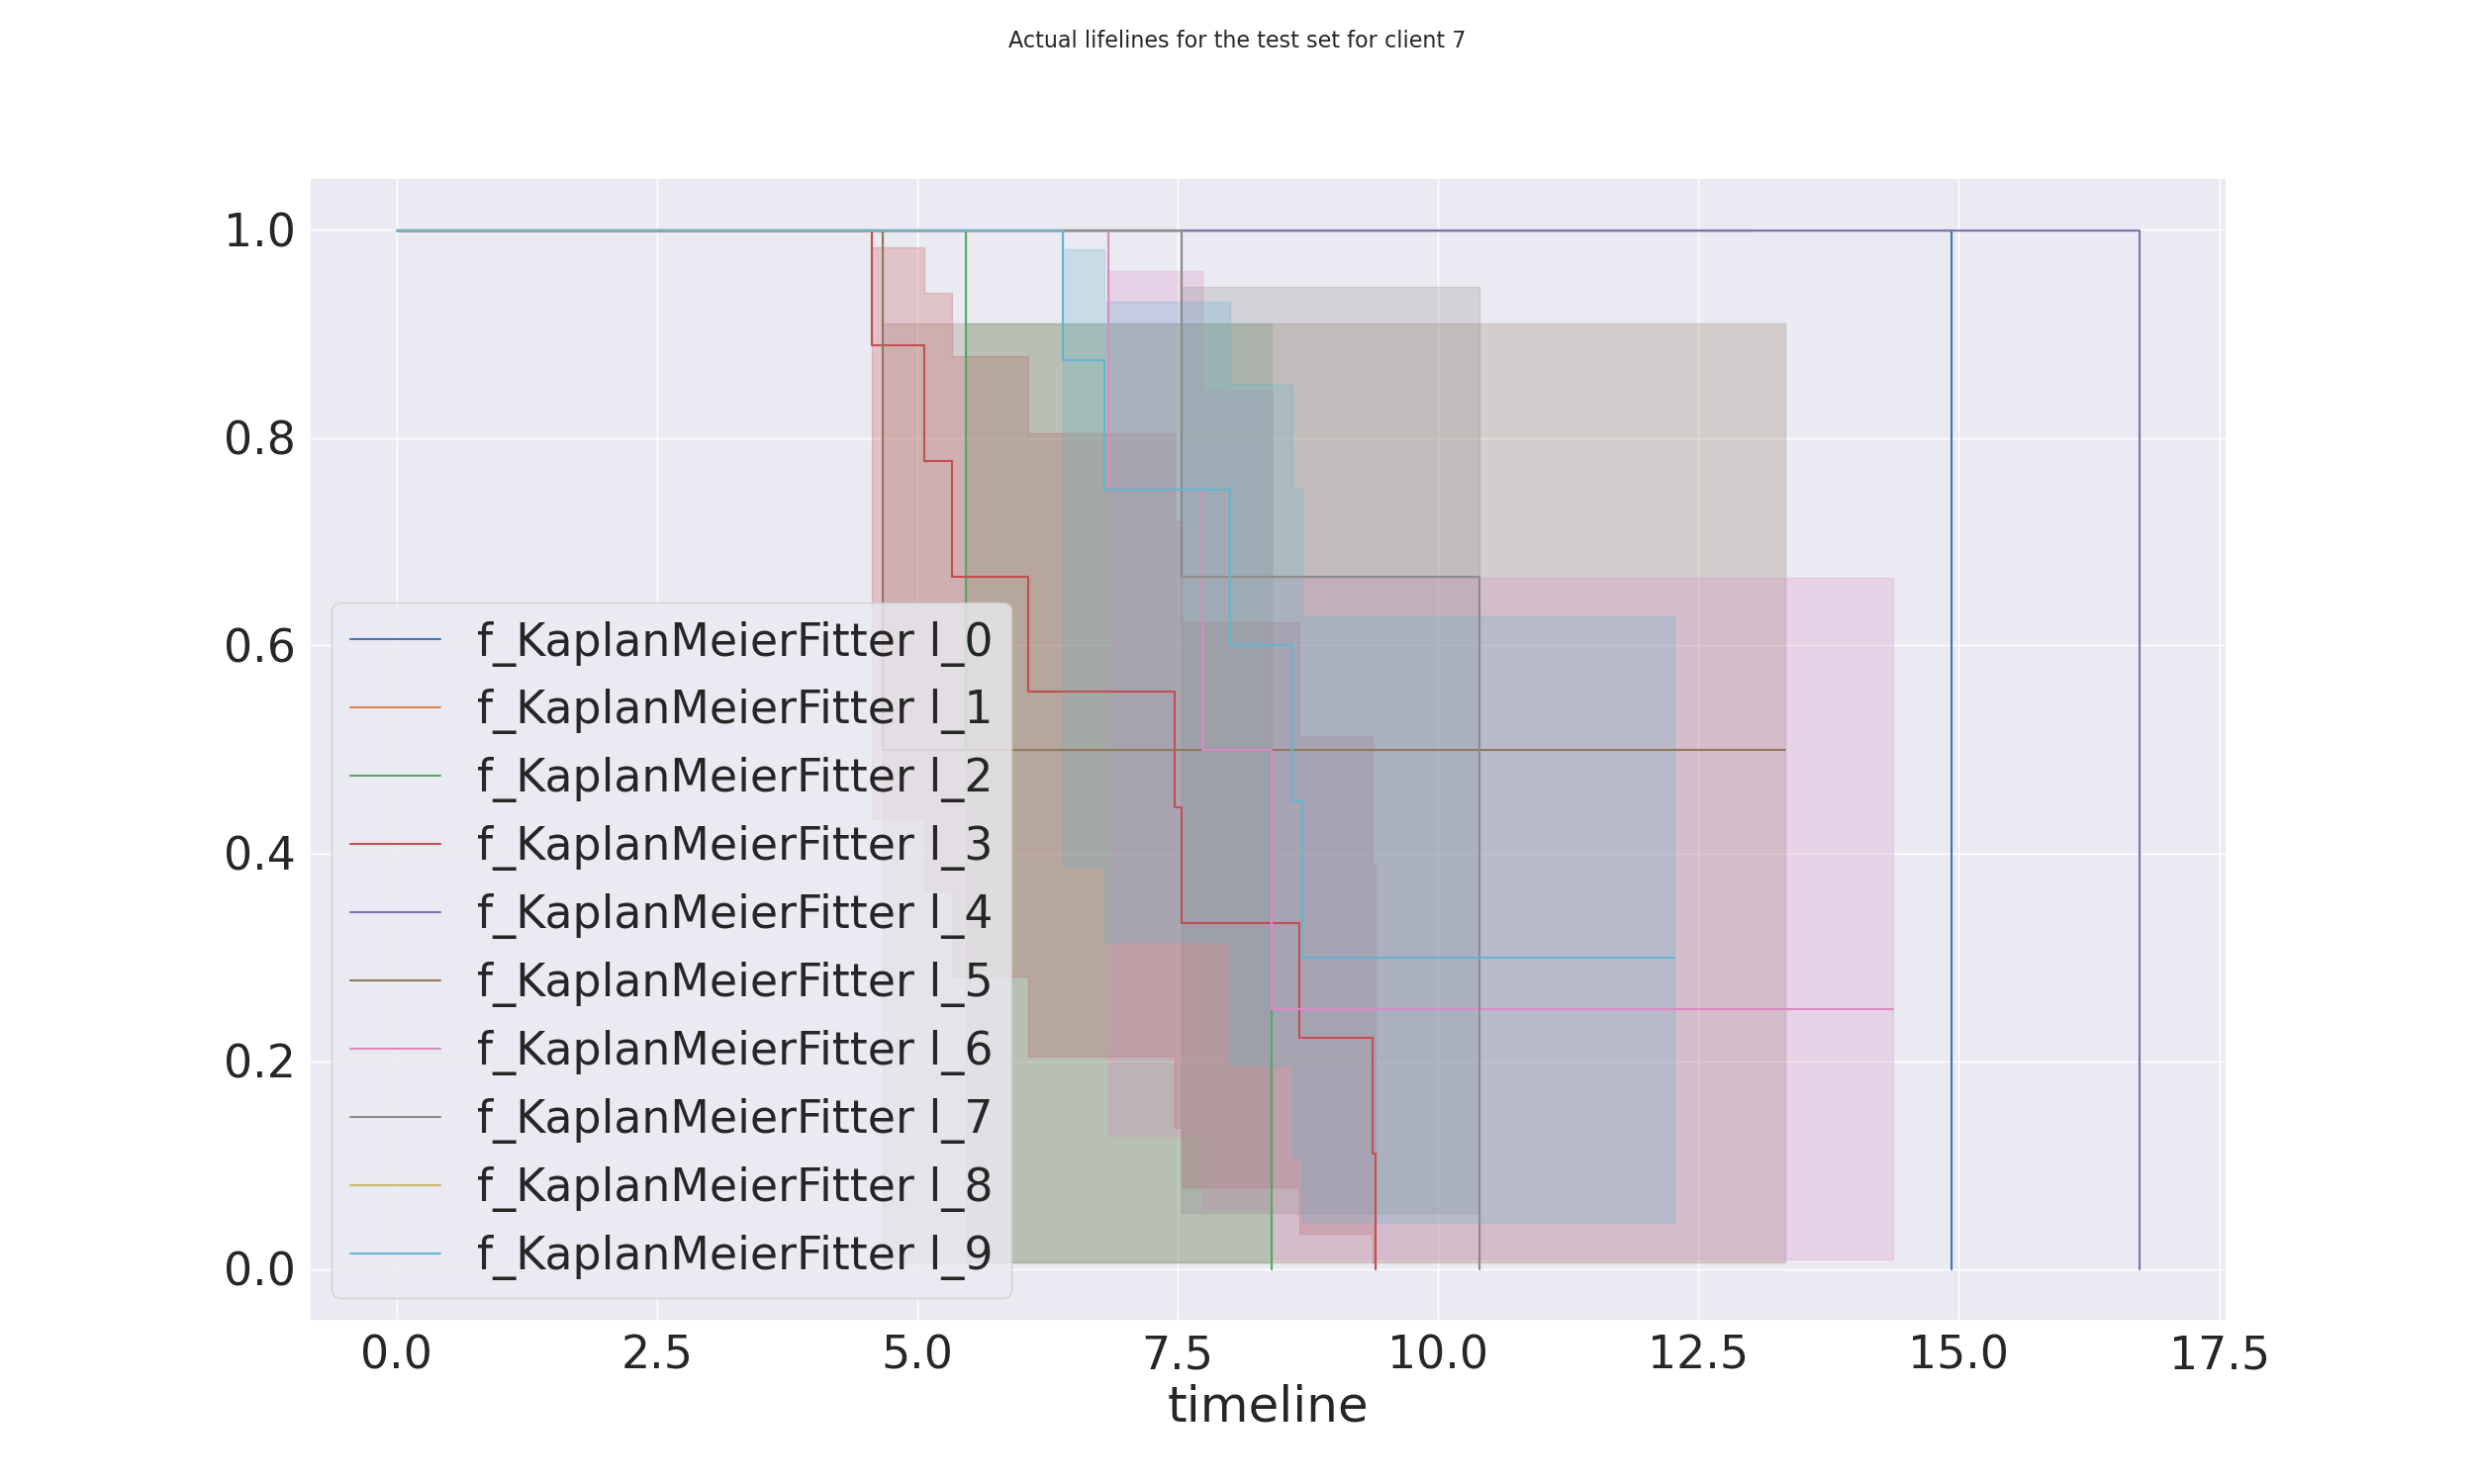 Actual lifelines for the test set for client 7
1.0
0.8
0.6
0.4
0.2
0.0
f_KaplanMeierFitter l_0
f_KaplanMeierFitter l_1
f_KaplanMeierFitter l_2
f_KaplanMeierFitter l_3
f_KaplanMeierFitter l_4
f_KaplanMeierFitter l_5
f_KaplanMeierFitter l_6
f_KaplanMeierFitter l_7
f_KaplanMeierFitter l_8
f_KaplanMeierFitter l_9
0.0 2.5 5.0 7.5 10.0 12.5 15.0 17.5
timeline